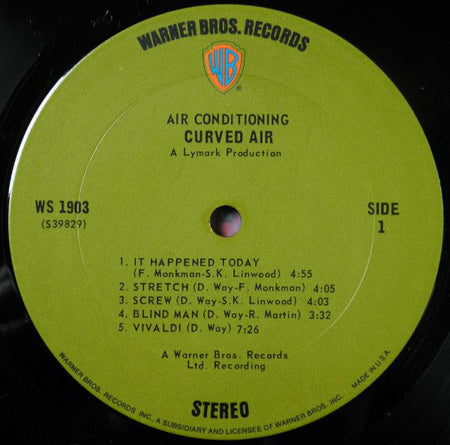 WARNER BROS. RECORDS
WB
®
AIR CONDITIONING
CURVED AIR
A Lymark Production
WS 1903
(S39829)
SIDE
1
1. IT HAPPENED TODAY
(F. Monkman-S.K. Linwood) 4:55
2. STRETCH (D. Way-F. Monkman) 4:05
3. SCREW (D. Way-S.K. Linwood) 4:03
4. BLIND MAN (D. Way-R. Martin) 3:32
5. VIVALDI (D. Way) 7:26
A Warner Bros. Records
Ltd. Recording
STEREO
WARNER BROS. RECORDS INC., A SUBSIDIARY AND LICENSEE OF WARNER BROS. INC. MADE IN U.S.A.